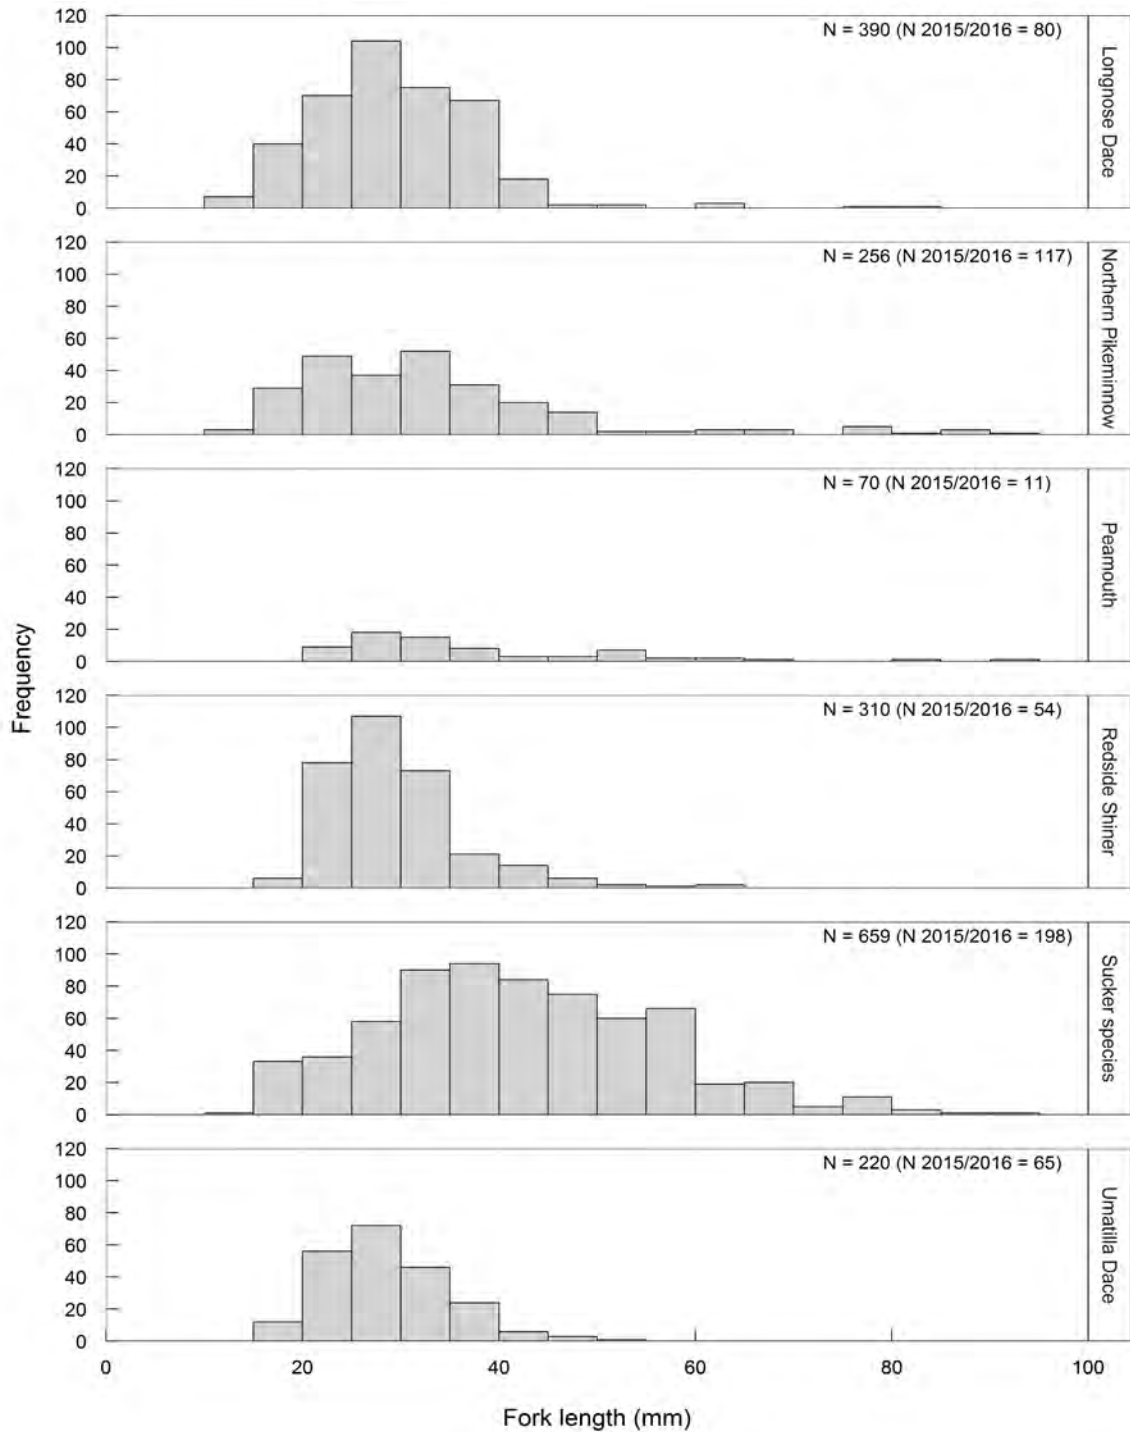 120
100
80
60
40
20
0
N = 390 (N 2015/2016 = 80)
Longnose Dace
120
100
80
60
40
20
0
N = 256 (N 2015/2016 = 117)
Northern Pikeminnow
120
100
80
60
40
20
0
N = 70 (N 2015/2016 = 11)
Peamouth
Frequency
120
100
80
60
40
20
0
N = 310 (N 2015/2016 = 54)
Redside Shiner
120
100
80
60
40
20
0
N = 659 (N 2015/2016 = 198)
Sucker species
120
100
80
60
40
20
0
N = 220 (N 2015/2016 = 65)
Umatilla Dace
0 20 40 60 80 100
Fork length (mm)